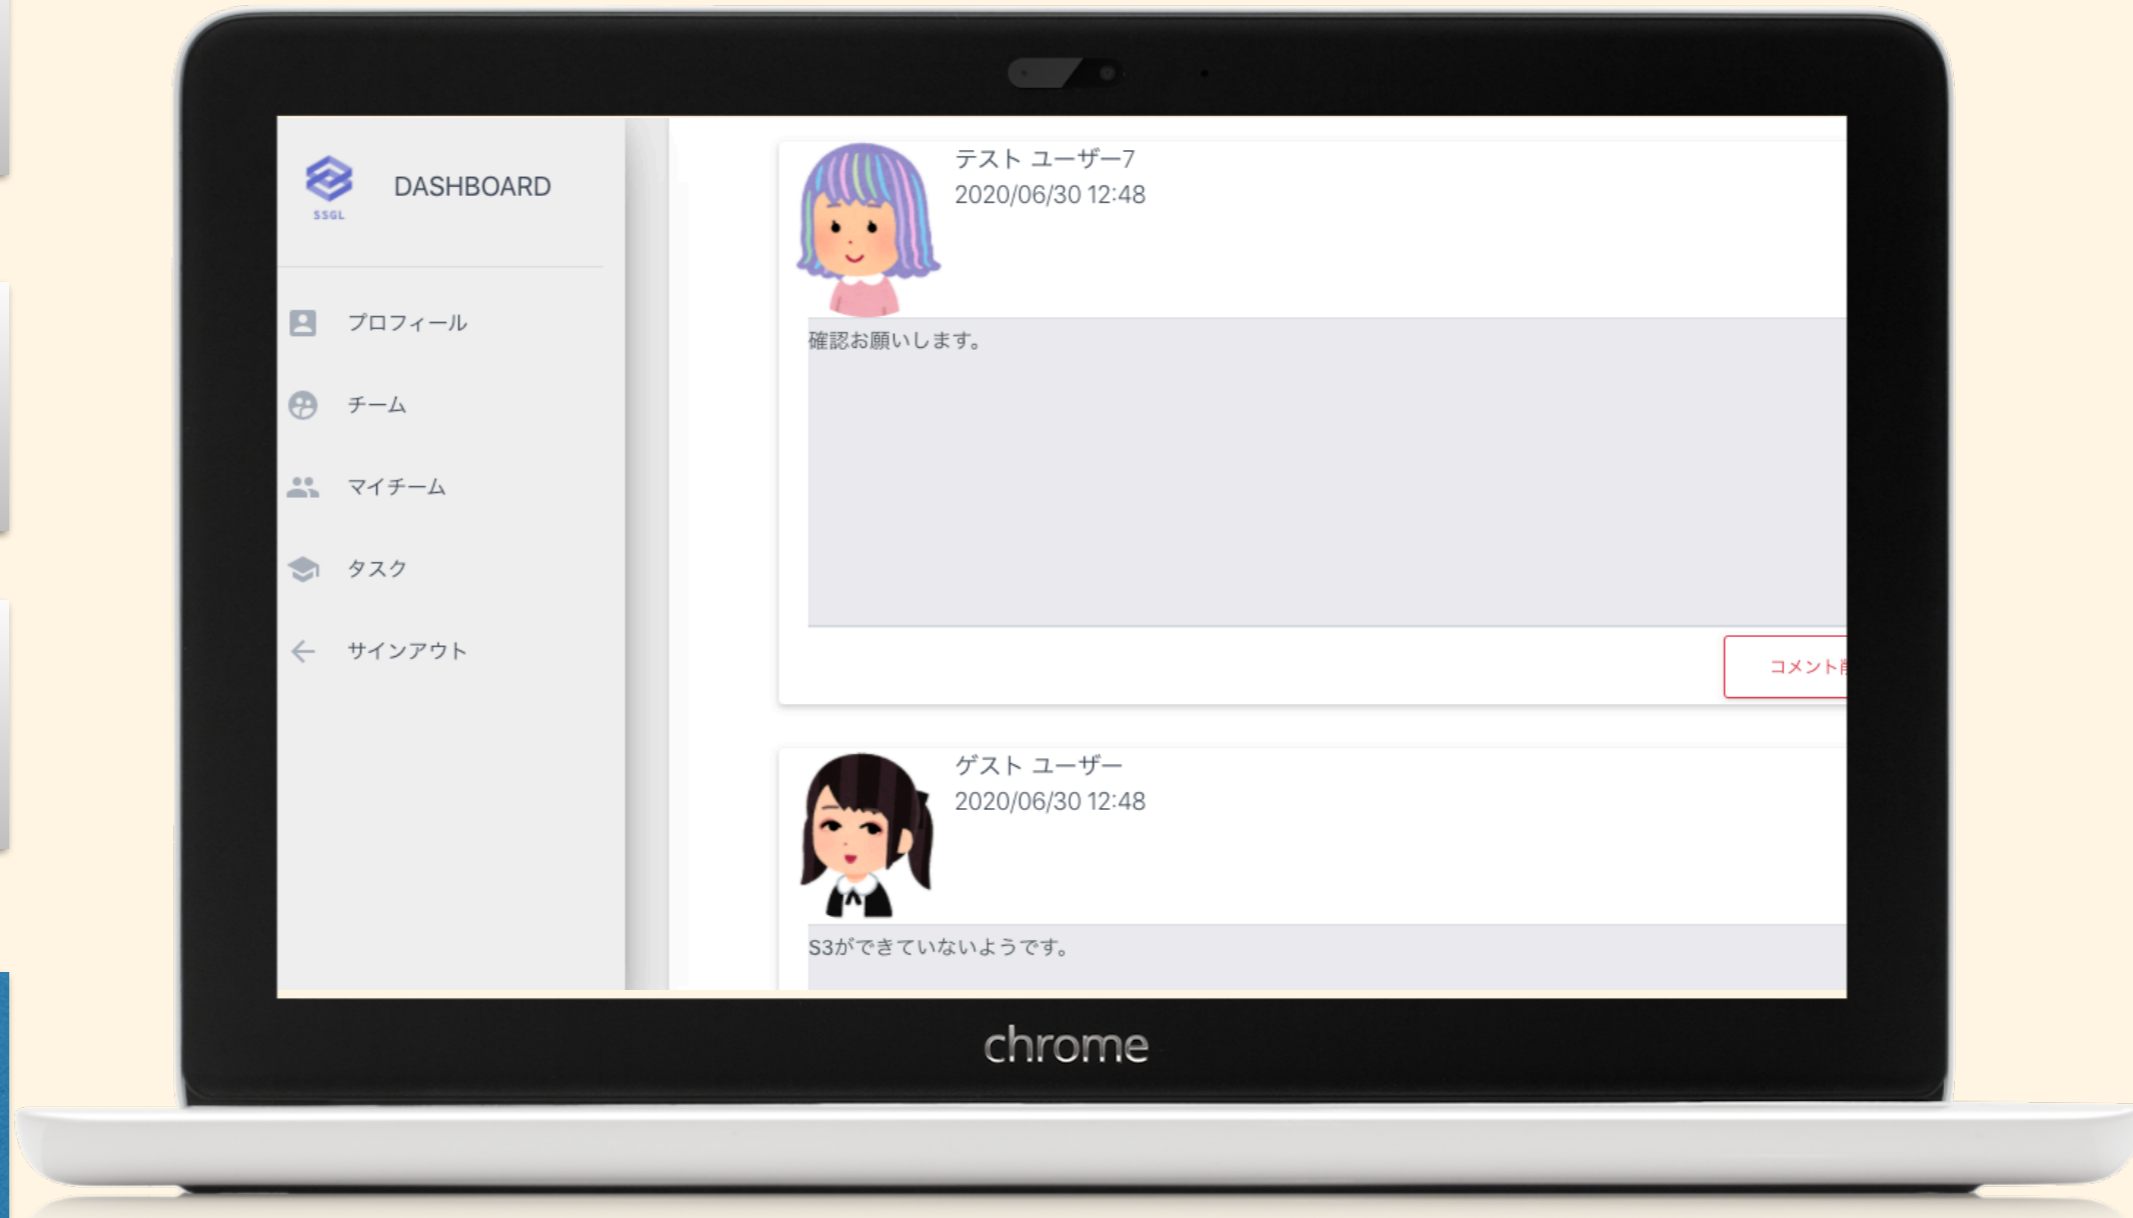 SSGL
DASHBOARD
プロフィール
チーム
マイチーム
タスク
サインアウト
テスト ユーザー7
2020/06/30 12:48
確認お願いします。
コメント
ゲスト ユーザー
2020/06/30 12:48
S3ができていないようです。
chrome